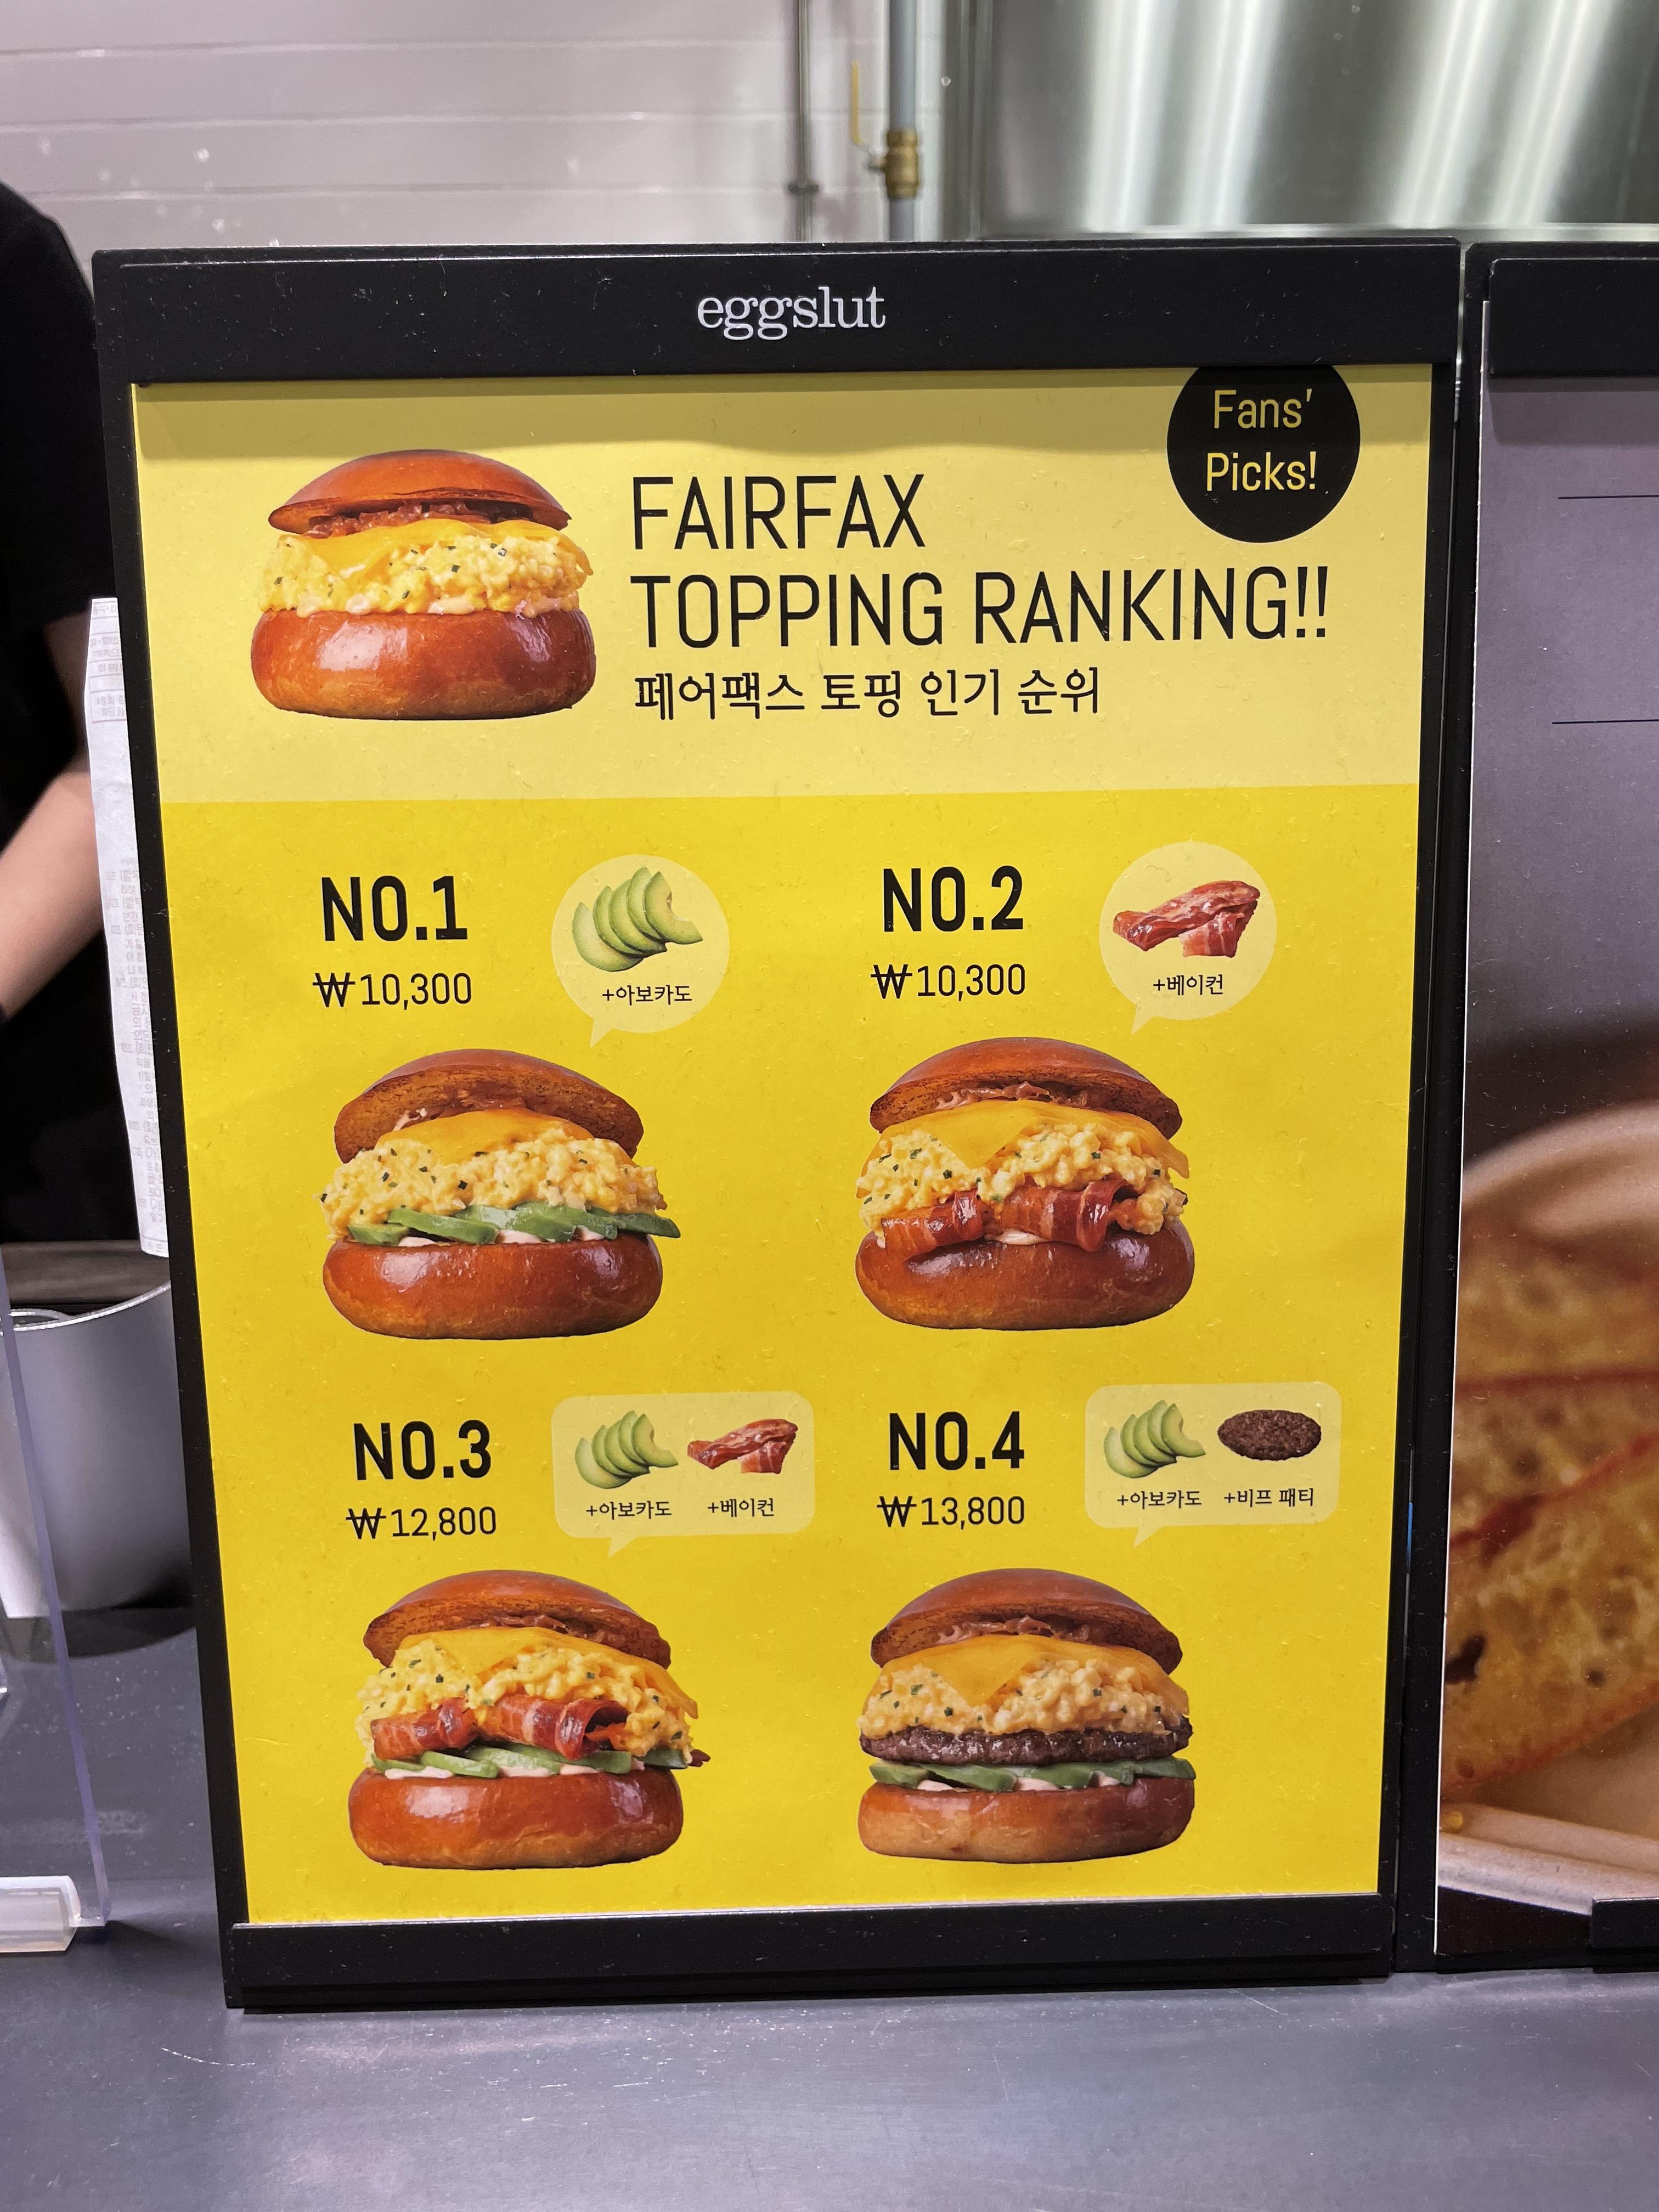 eggslut
Fans'
Picks!
FAIRFAX
TOPPING RANKING!!
페어팩스 토핑 인기 순위
NO.1
₩10,300
+아보카도
NO.2
₩10,300
+베이컨
NO.3
₩12,800
+아보카도 +베이컨
NO.4
₩13,800
+아보카도 +비프 패티